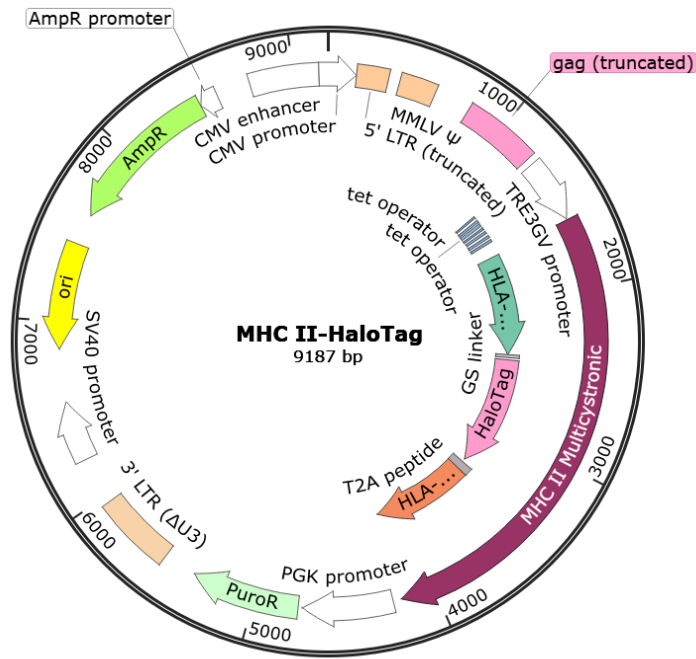 AmpR promoter
9000
gag (truncated)
1000
CMV enhancer
CMV promoter
MMLV Ψ
5' LTR (truncated)
AmpR
8000
TRE3GV promoter
tet operator
tet operator
2000
HLA-...
ori
MHC II-HaloTag
9187 bp
GS linker
7000
SV40 promoter
HaloTag
MHC II Multicystronic
3000
T2A peptide
HLA-...
3' LTR (ΔU3)
6000
PGK promoter
PuroR
4000
5000